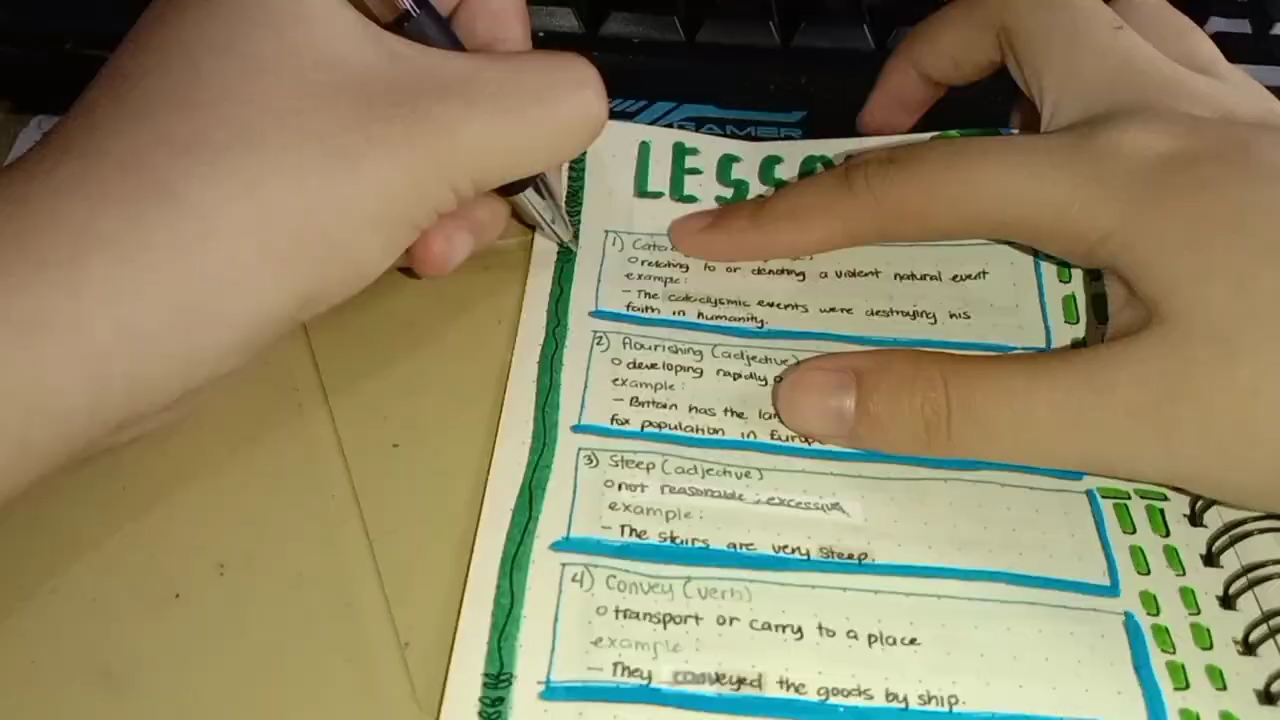 GAMER
LESSO
1) Cata
o relating to or denoting a violent natural event
example:
- The cataclysmic events were destroying his
faith in humanity.
2) flourishing (adjective)
o developing rapidly
example:
- Britain has the
fox population in Europe
3) Steep (adjective)
o not reasonable ; excessive
example:
- The stairs are very steep.
4) Convey (verb)
o transport or carry to a place
example:
- They conveyed the goods by ship.